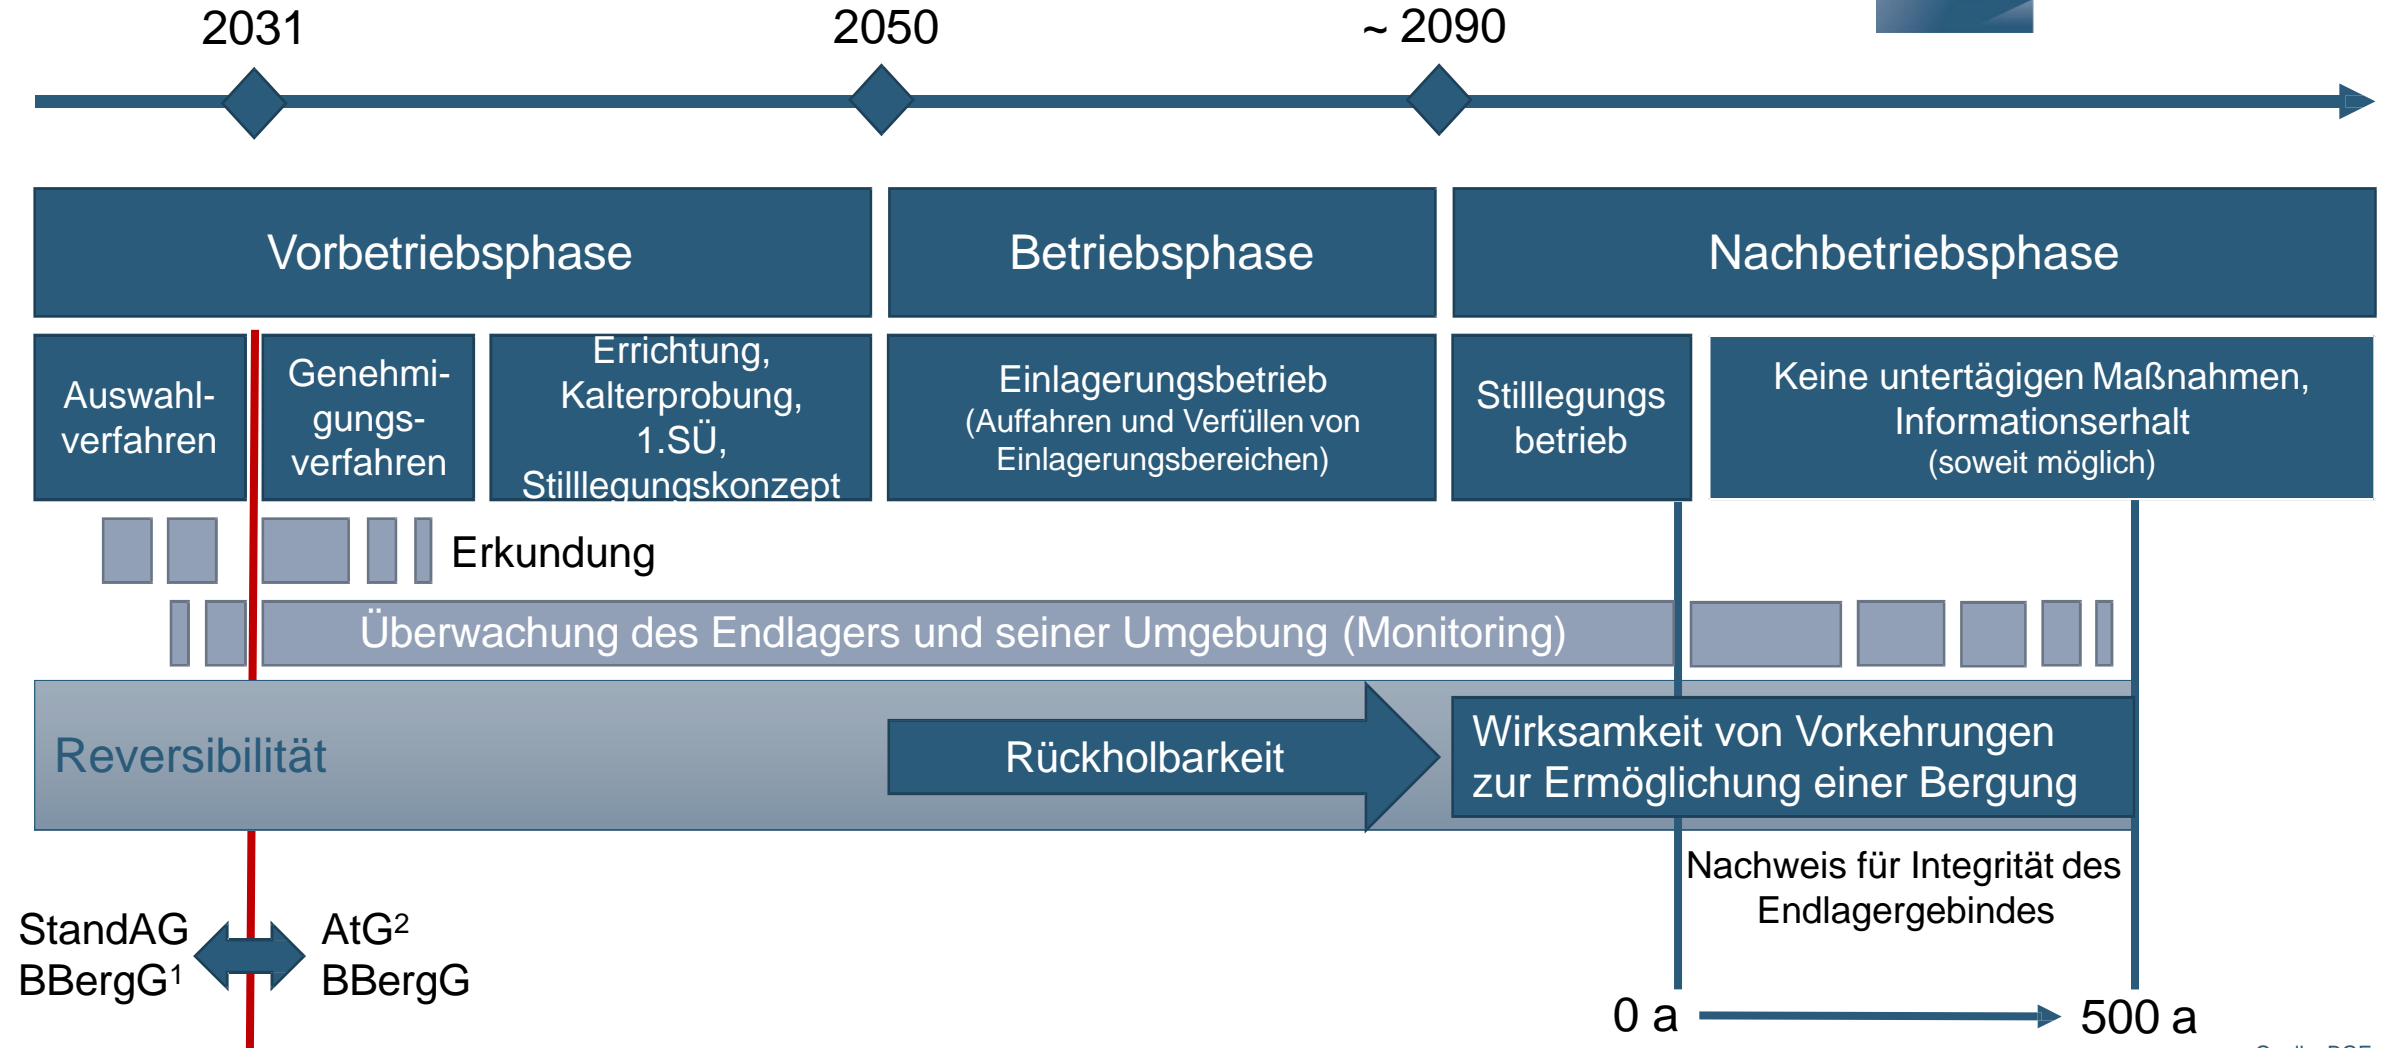 2031
2050
~ 2090
Vorbetriebsphase
Betriebsphase
Nachbetriebsphase
Auswahl-
verfahren
Genehmi-
gungs-
verfahren
Errichtung,
Kalterprobung,
1.SÜ,
Stilllegungskonzept
Einlagerungsbetrieb
(Auffahren und Verfüllen von
Einlagerungsbereichen)
Stilllegungs
betrieb
Keine untertägigen Maßnahmen,
Informationserhalt
(soweit möglich)
Erkundung
Überwachung des Endlagers und seiner Umgebung (Monitoring)
Reversibilität
Rückholbarkeit
Wirksamkeit von Vorkehrungen
zur Ermöglichung einer Bergung
Nachweis für Integrität des
Endlagergebindes
StandAG
BBergG¹
AtG²
BBergG
0 a
500 a